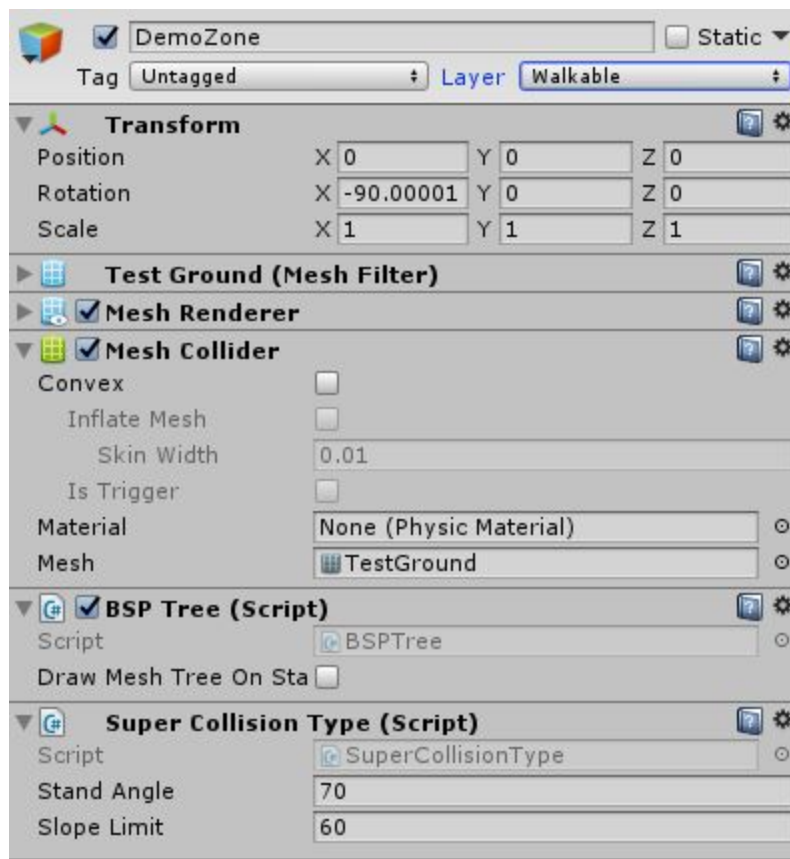 DemoZone Static
Tag Untagged Layer Walkable
Transform
Position X 0 Y 0 Z 0
Rotation X -90.00001 Y 0 Z 0
Scale X 1 Y 1 Z 1
Test Ground (Mesh Filter)
Mesh Renderer
Mesh Collider
Convex
Inflate Mesh
Skin Width 0.01
Is Trigger
Material None (Physic Material)
Mesh TestGround
BSP Tree (Script)
Script BSPTree
Draw Mesh Tree On Sta
Super Collision Type (Script)
Script SuperCollisionType
Stand Angle 70
Slope Limit 60